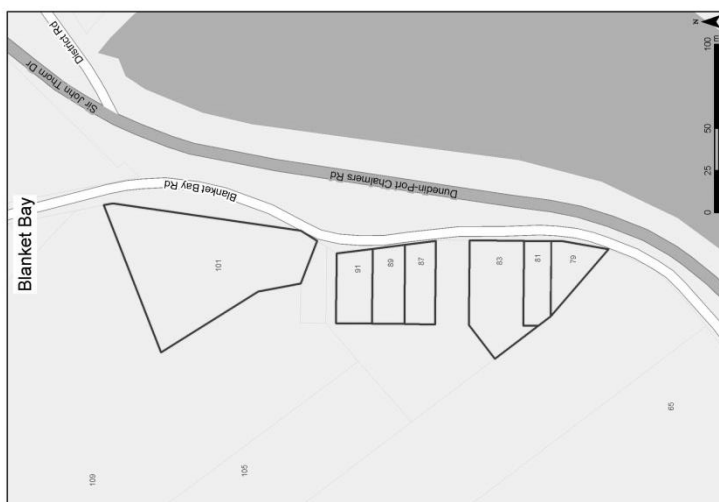 Blanket Bay
District Rd
Sir John Thorn Dr
Blanket Bay Rd
Dunedin-Port Chalmers Rd
101
91
89
87
83
81
79
109
105
65
N
0 25 50 100
m